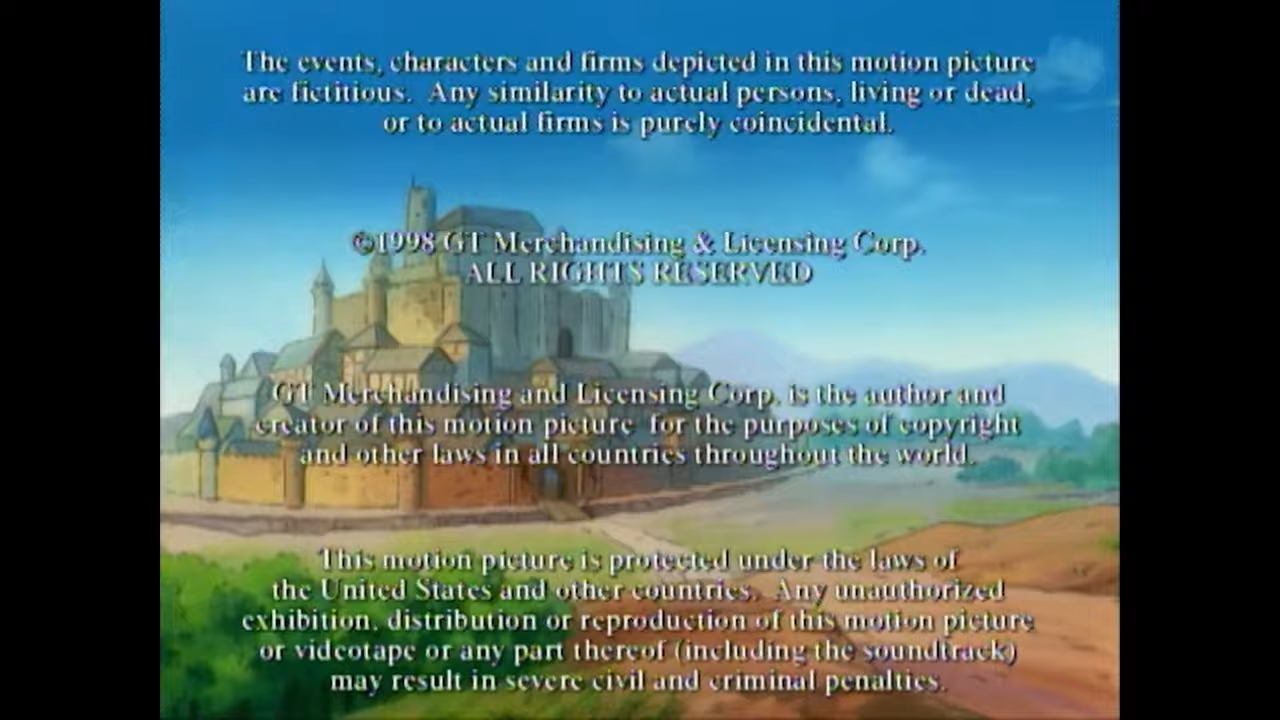 The events, characters and firms depicted in this motion picture
are fictitious.  Any similarity to actual persons, living or dead,
or to actual firms is purely coincidental.
©1998 GT Merchandising & Licensing Corp.
ALL RIGHTS RESERVED
GT Merchandising and Licensing Corp. is the author and
creator of this motion picture  for the purposes of copyright
and other laws in all countries throughout the world.
This motion picture is protected under the laws of
the United States and other countries.  Any unauthorized
exhibition, distribution or reproduction of this motion picture
or videotape or any part thereof (including the soundtrack)
may result in severe civil and criminal penalties.